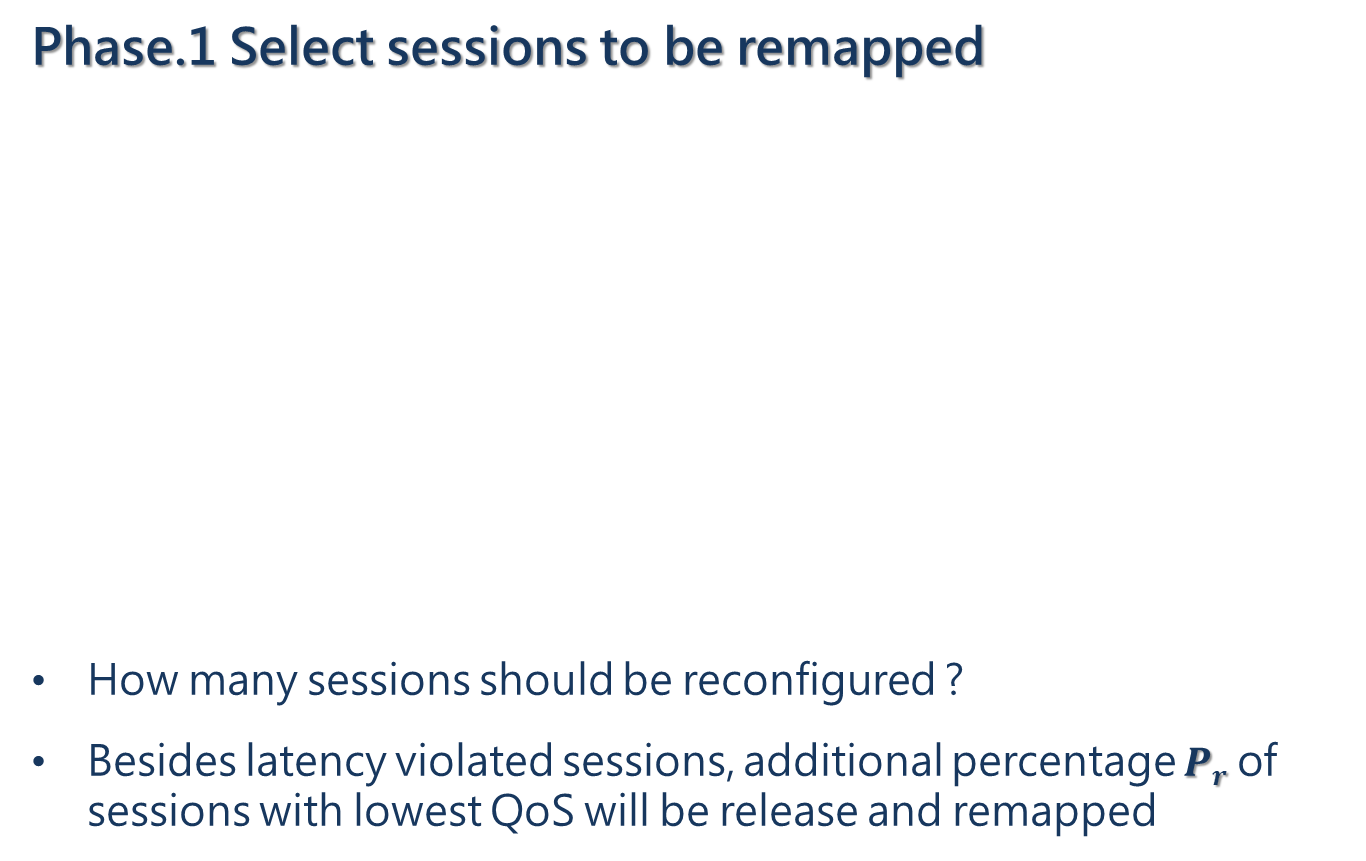 Phase.1 Select sessions to be remapped
• How many sessions should be reconfigured ?
• Besides latency violated sessions, additional percentage P_r of
sessions with lowest QoS will be release and remapped